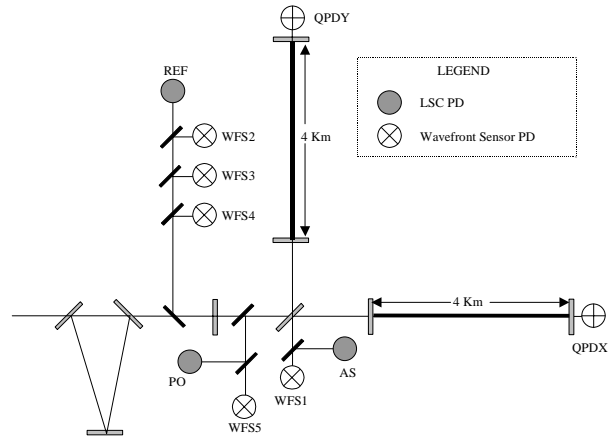 QPDY
REF
LEGEND
LSC PD
WFS2
Wavefront Sensor PD
4 Km
WFS3
WFS4
4 Km
QPDX
PO
AS
WFS1
WFS5